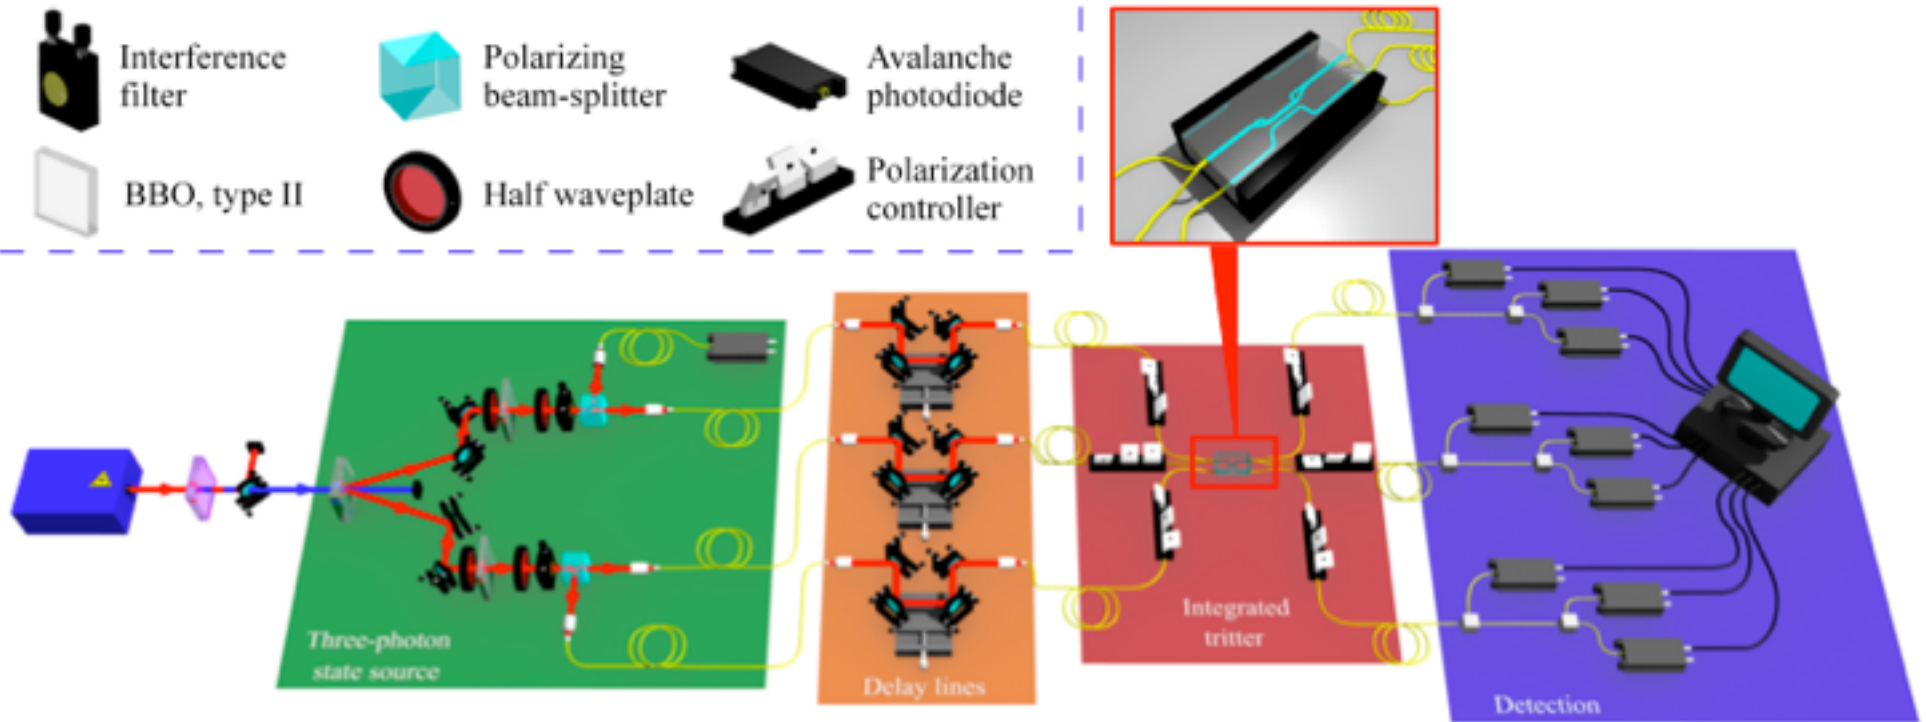 Interference
filter
Polarizing
beam-splitter
Avalanche
photodiode
BBO, type II
Half waveplate
Polarization
controller
Three-photon
state source
Delay lines
Integrated
tritter
Detection